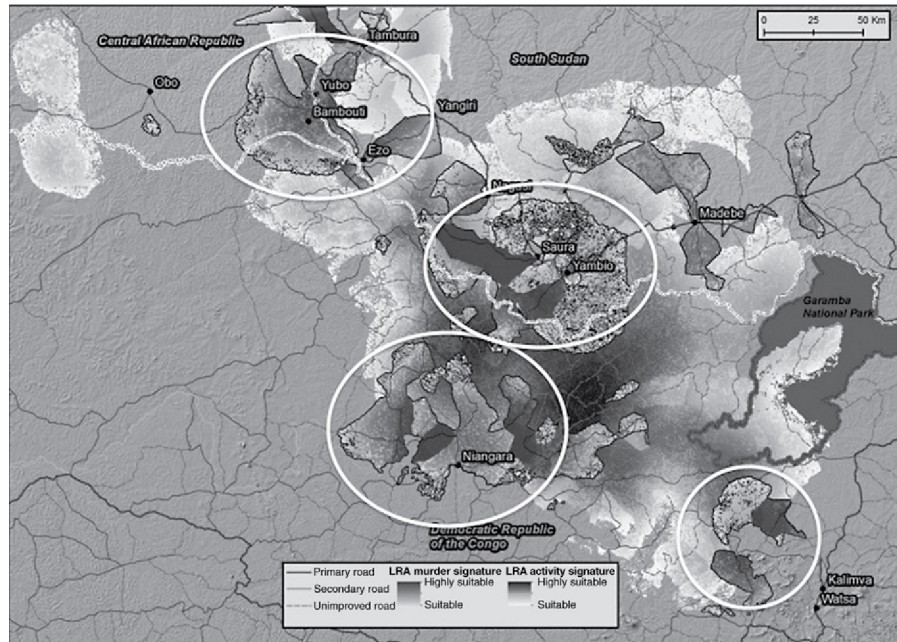 0 25 50 Km
Central African Republic
Tambura
South Sudan
Obo
Yubo
Bambouti
Yangiri
Ezo
Madebe
Saura
Yambio
Garamba
National Park
Niangara
Democratic Republic
of the Congo
Primary road
Secondary road
Unimproved road
LRA murder signature
Highly suitable
Suitable
LRA activity signature
Highly suitable
Suitable
Kalimva
Watsa